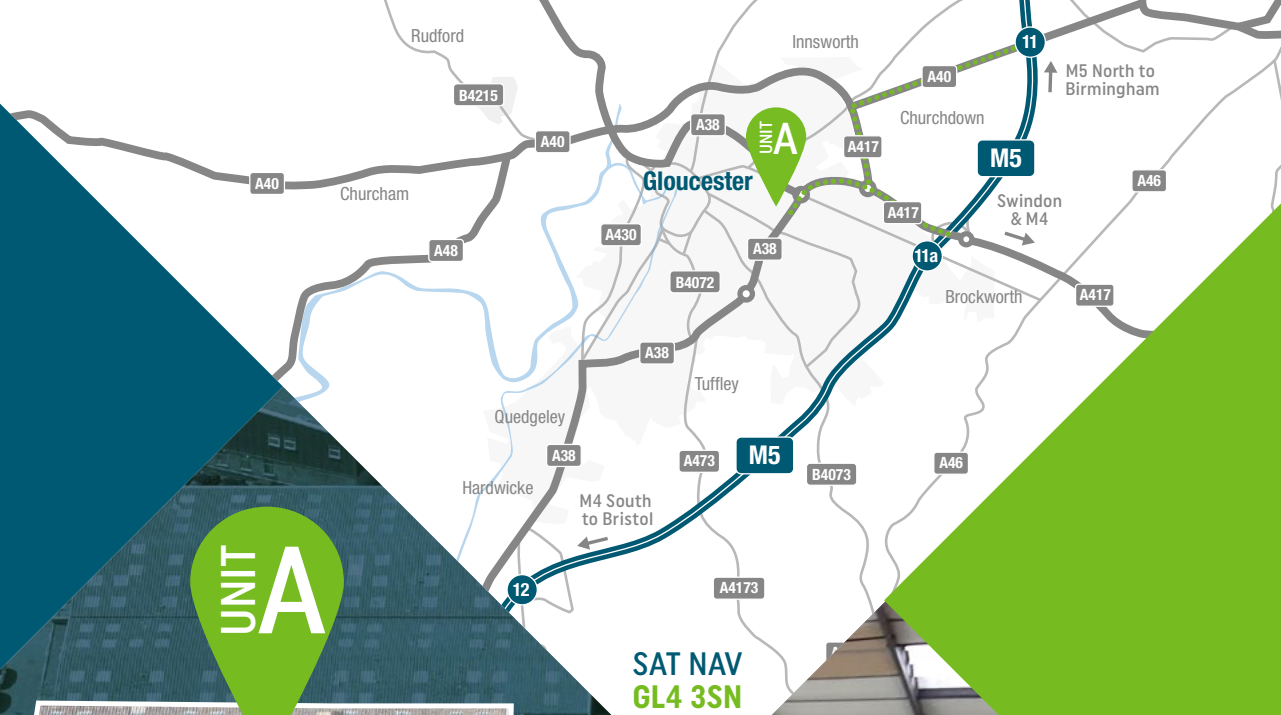 Rudford
Innsworth
11
A40
M5 North to
Birmingham
B4215
Churchdown
A38
UNIT
A
A417
A40
M5
Gloucester
A40
Churcham
A46
Swindon
& M4
A417
A430
A48
A38
11a
B4072
Brockworth
A417
A38
Tuffley
Quedgeley
A38
A473
M5
B4073
A46
Hardwicke
M4 South
to Bristol
12
A4173
UNIT
A
SAT NAV
GL4 3SN